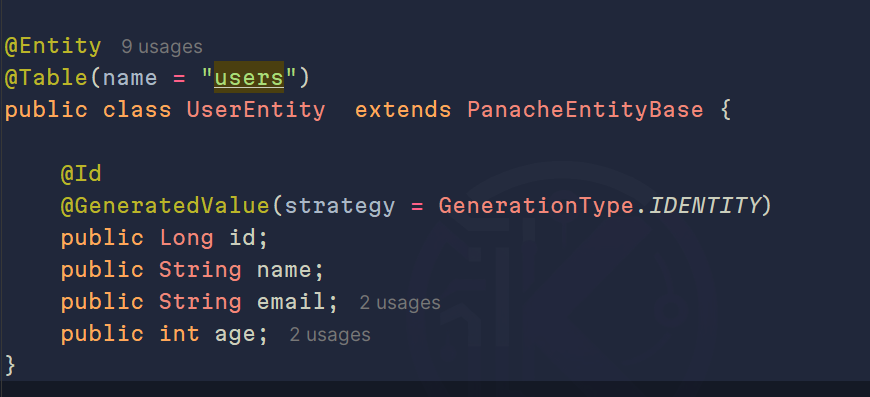 @Entity 9 usages
@Table(name = "users")
public class UserEntity  extends PanacheEntityBase {
    @Id
    @GeneratedValue(strategy = GenerationType.IDENTITY)
    public Long id;
    public String name;
    public String email; 2 usages
    public int age; 2 usages
}